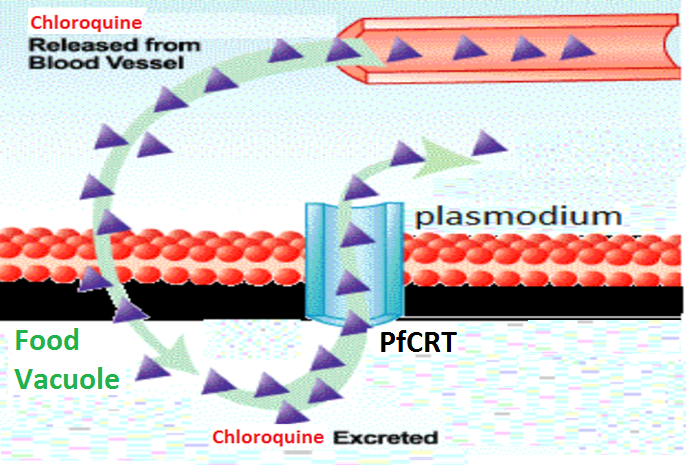 Chloroquine
Released from
Blood Vessel
plasmodium
Food
Vacuole
PfCRT
Chloroquine Excreted